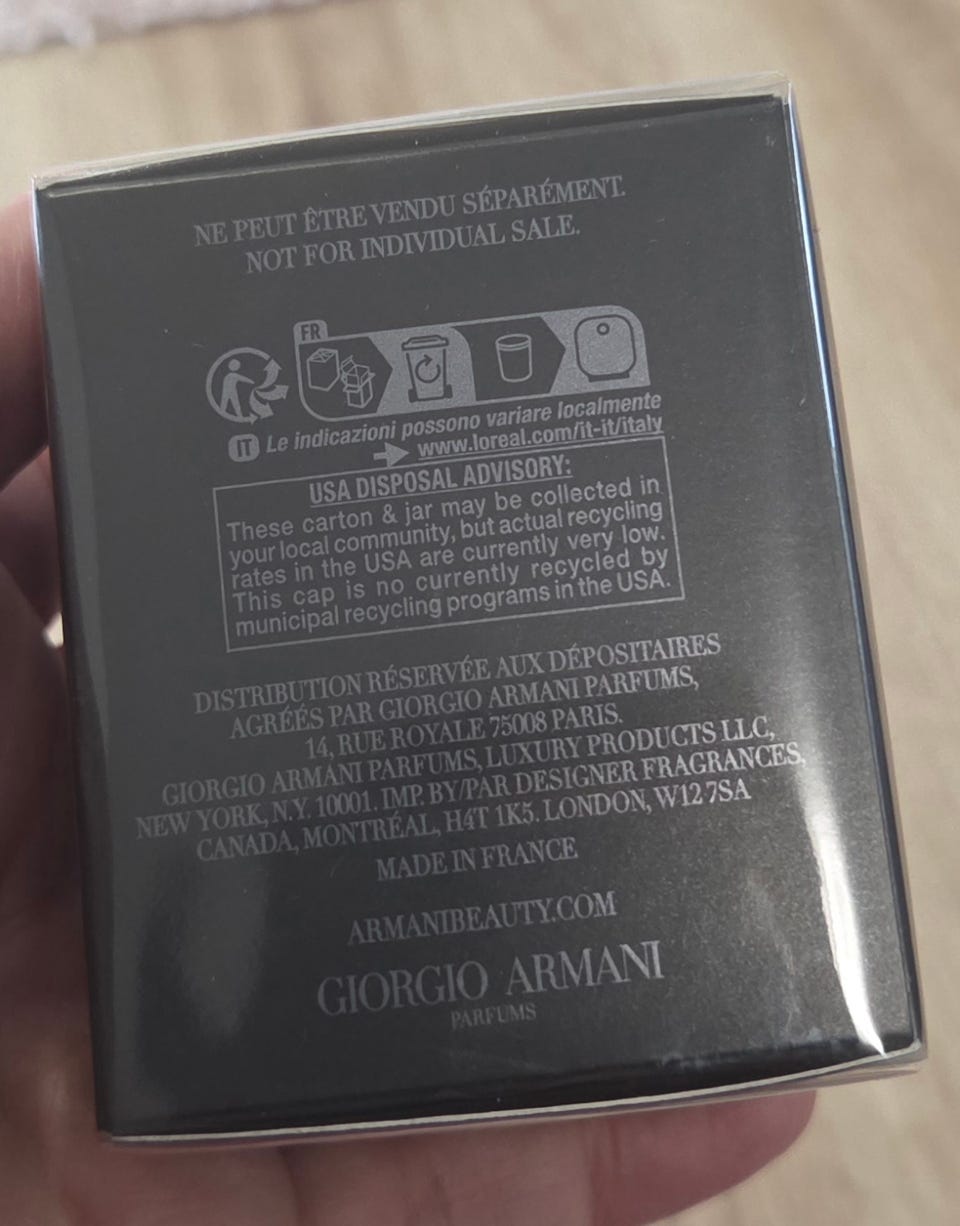 NE PEUT ÊTRE VENDU SÉPARÉMENT.
NOT FOR INDIVIDUAL SALE.
FR
IT Le indicazioni possono variare localmente
www.loreal.com/it-it/italy
USA DISPOSAL ADVISORY:
These carton & jar may be collected in
your local community, but actual recycling
rates in the USA are currently very low.
This cap is no currently recycled by
municipal recycling programs in the USA.
DISTRIBUTION RÉSERVÉE AUX DÉPOSITAIRES
AGRÉÉS PAR GIORGIO ARMANI PARFUMS,
14, RUE ROYALE 75008 PARIS.
GIORGIO ARMANI PARFUMS, LUXURY PRODUCTS LLC,
NEW YORK, N.Y. 10001. IMP. BY/PAR DESIGNER FRAGRANCES,
CANADA, MONTRÉAL, H4T 1K5. LONDON, W12 7SA
MADE IN FRANCE
ARMANIBEAUTY.COM
GIORGIO ARMANI
PARFUMS